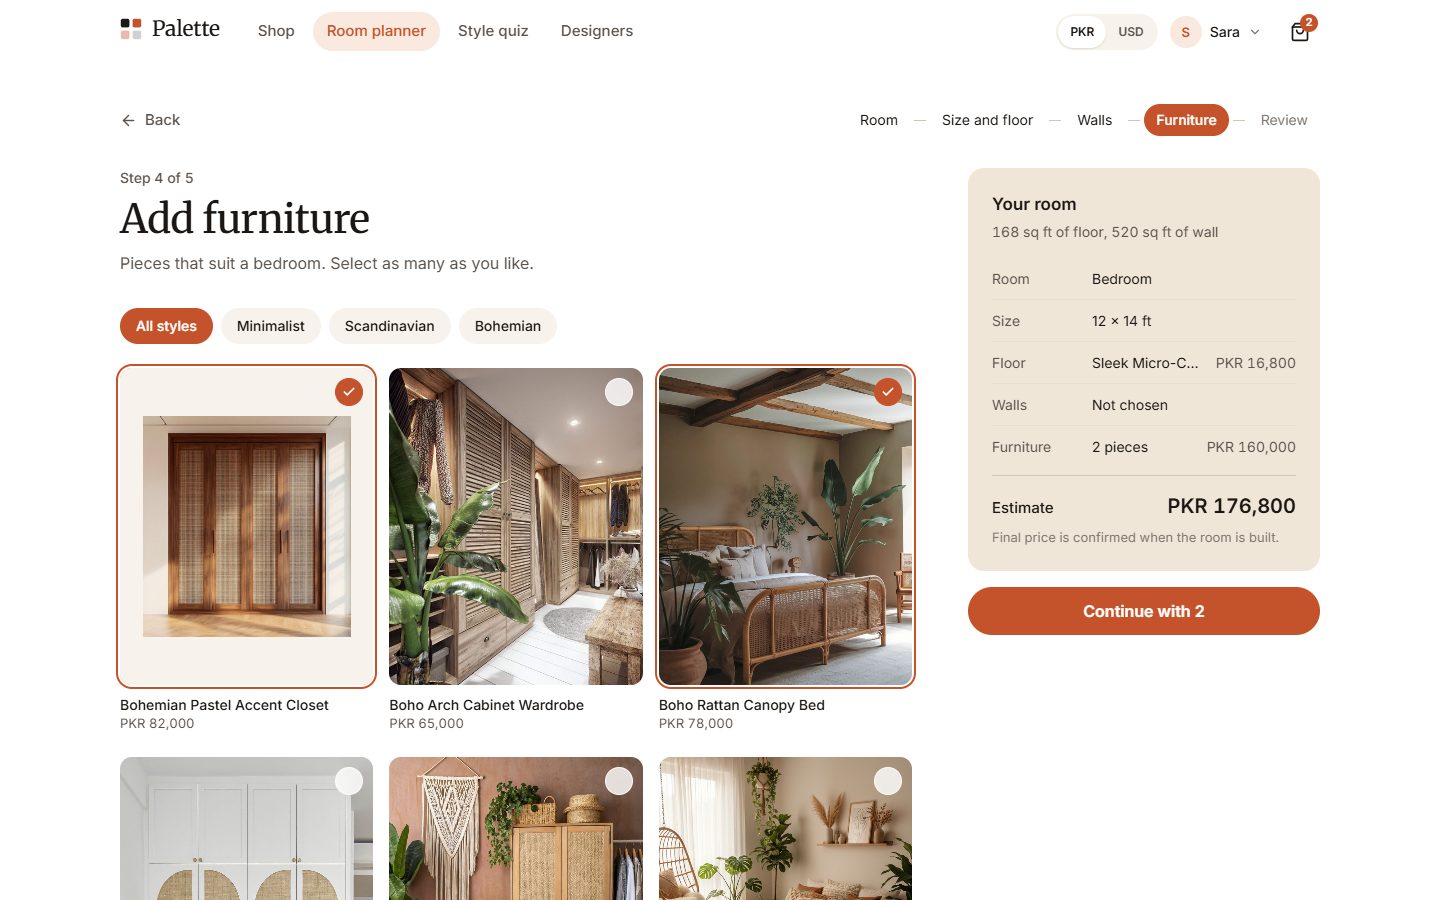 Palette
Shop
Room planner
Style quiz
Designers
PKR
USD
S
Sara
2
Back
Room
Size and floor
Walls
Furniture
Review
Step 4 of 5
Add furniture
Pieces that suit a bedroom. Select as many as you like.
All styles
Minimalist
Scandinavian
Bohemian
Bohemian Pastel Accent Closet
PKR 82,000
Boho Arch Cabinet Wardrobe
PKR 65,000
Boho Rattan Canopy Bed
PKR 78,000
Your room
168 sq ft of floor, 520 sq ft of wall
Room Bedroom
Size 12 × 14 ft
Floor Sleek Micro-C... PKR 16,800
Walls Not chosen
Furniture 2 pieces PKR 160,000
Estimate PKR 176,800
Final price is confirmed when the room is built.
Continue with 2